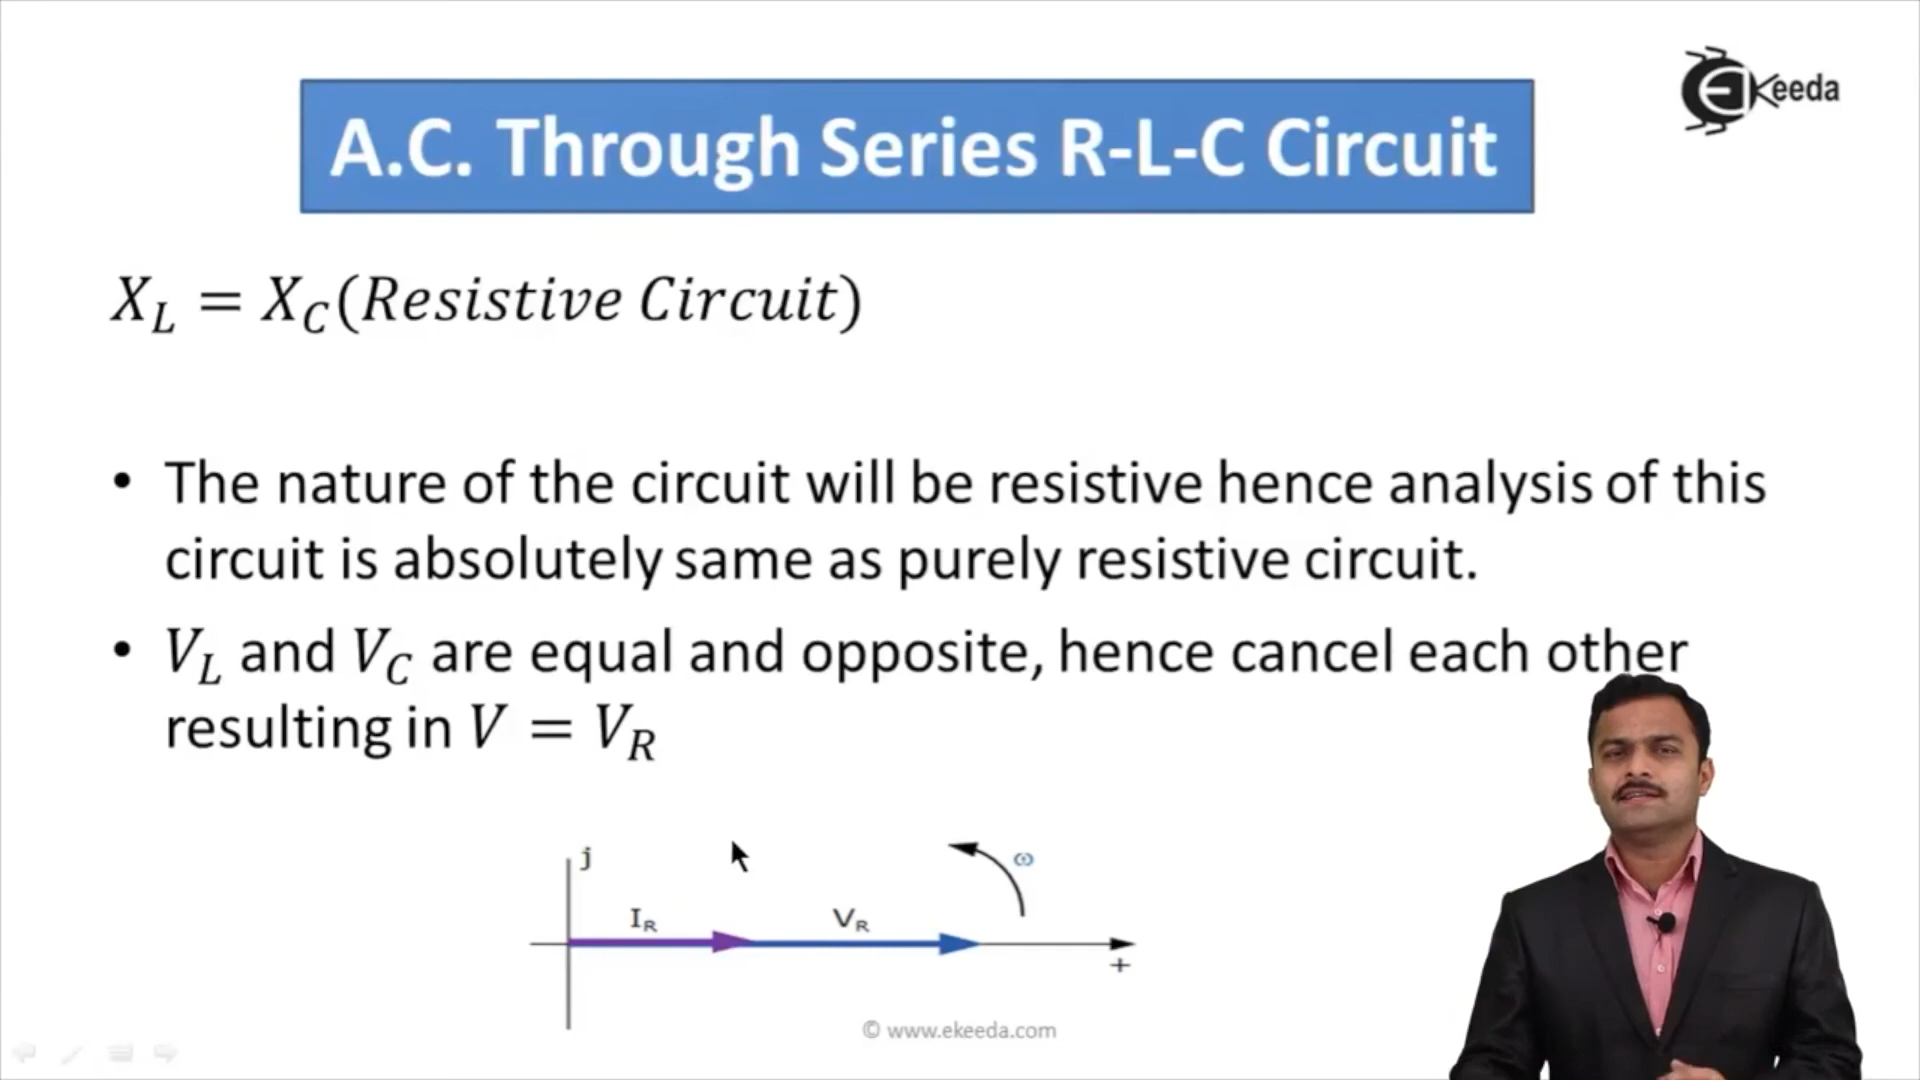 Ekeeda
A.C. Through Series R-L-C Circuit
X_L = X_C(Resistive Circuit)
• The nature of the circuit will be resistive hence analysis of this
circuit is absolutely same as purely resistive circuit.
• V_L and V_C are equal and opposite, hence cancel each other
resulting in V = V_R
j
ω
I_R
V_R
+
© www.ekeeda.com